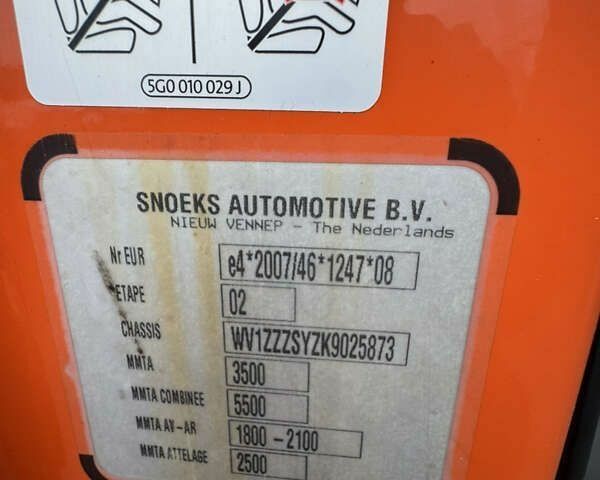 5G0 010 029 J
SNOEKS AUTOMOTIVE B.V.
NIEUW VENNEP - The Nederlands
Nr EUR e4*2007/46*1247*08
ETAPE 02
CHASSIS WV1ZZZSYZK9025873
MMTA 3500
MMTA COMBINEE 5500
MMTA AV-AR 1800 - 2100
MMTA ATTELAGE 2500